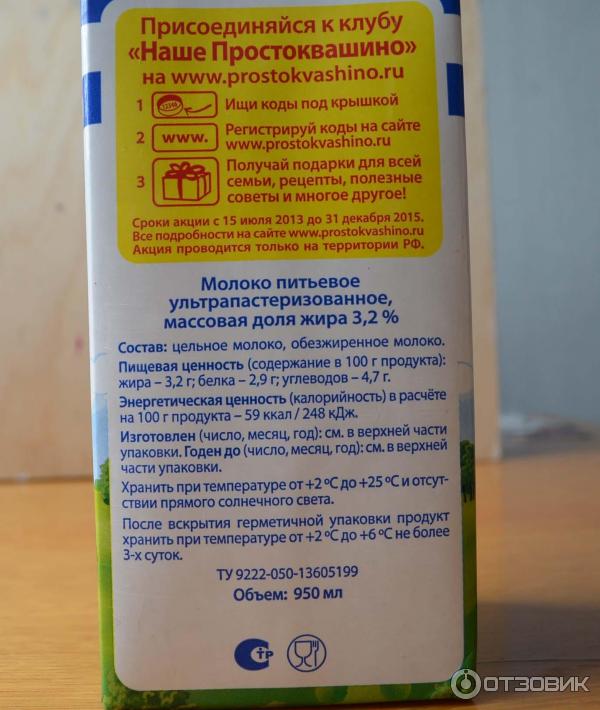 Присоединяйся к клубу
«Наше Простоквашино»
на www.prostokvashino.ru
1 12346 Ищи коды под крышкой
2 www. Регистрируй коды на сайте
www.prostokvashino.ru
3 Получай подарки для всей
семьи, рецепты, полезные
советы и многое другое!
Сроки акции с 15 июля 2013 до 31 декабря 2015.
Все подробности на сайте www.prostokvashino.ru
Акция проводится только на территории РФ.
Молоко питьевое
ультрапастеризованное,
массовая доля жира 3,2 %
Состав: цельное молоко, обезжиренное молоко.
Пищевая ценность (содержание в 100 г продукта):
жира – 3,2 г; белка – 2,9 г; углеводов – 4,7 г.
Энергетическая ценность (калорийность) в расчёте
на 100 г продукта – 59 ккал / 248 кДж.
Изготовлен (число, месяц, год): см. в верхней части
упаковки. Годен до (число, месяц, год): см. в верхней
части упаковки.
Хранить при температуре от +2 ºС до +25 ºС и отсут-
ствии прямого солнечного света.
После вскрытия герметичной упаковки продукт
хранить при температуре от +2 ºС до +6 ºС не более
3-х суток.
ТУ 9222-050-13605199
Объем: 950 мл
СТР
ОТЗОВИК